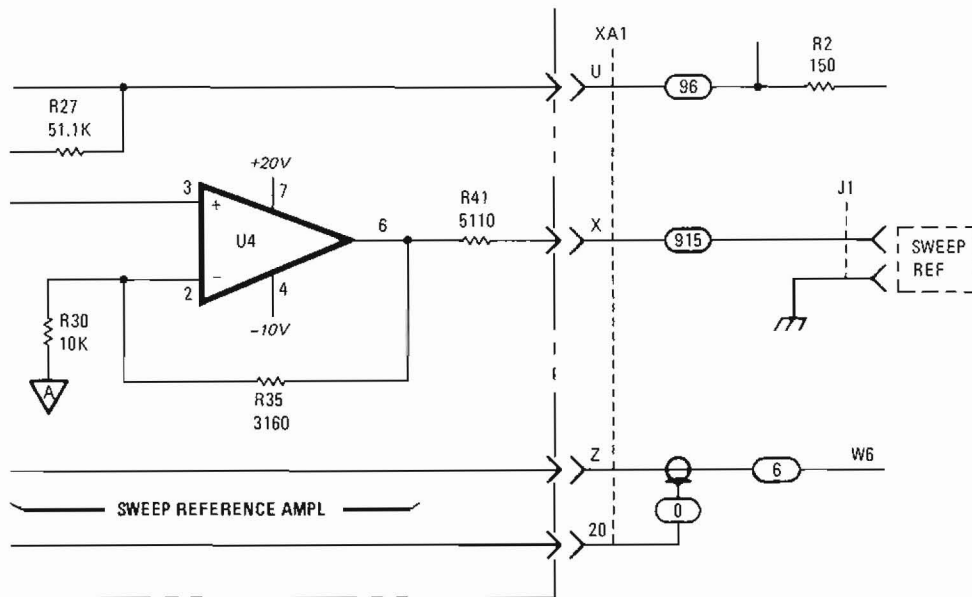 XA1
R2
150
U
96
R27
51.1K
+20V
7
3
+
U4
6
R41
5110
X
915
J1
SWEEP
REF
−
2
4
−10V
R30
10K
A
R35
3160
Z
6
W6
SWEEP REFERENCE AMPL
0
20